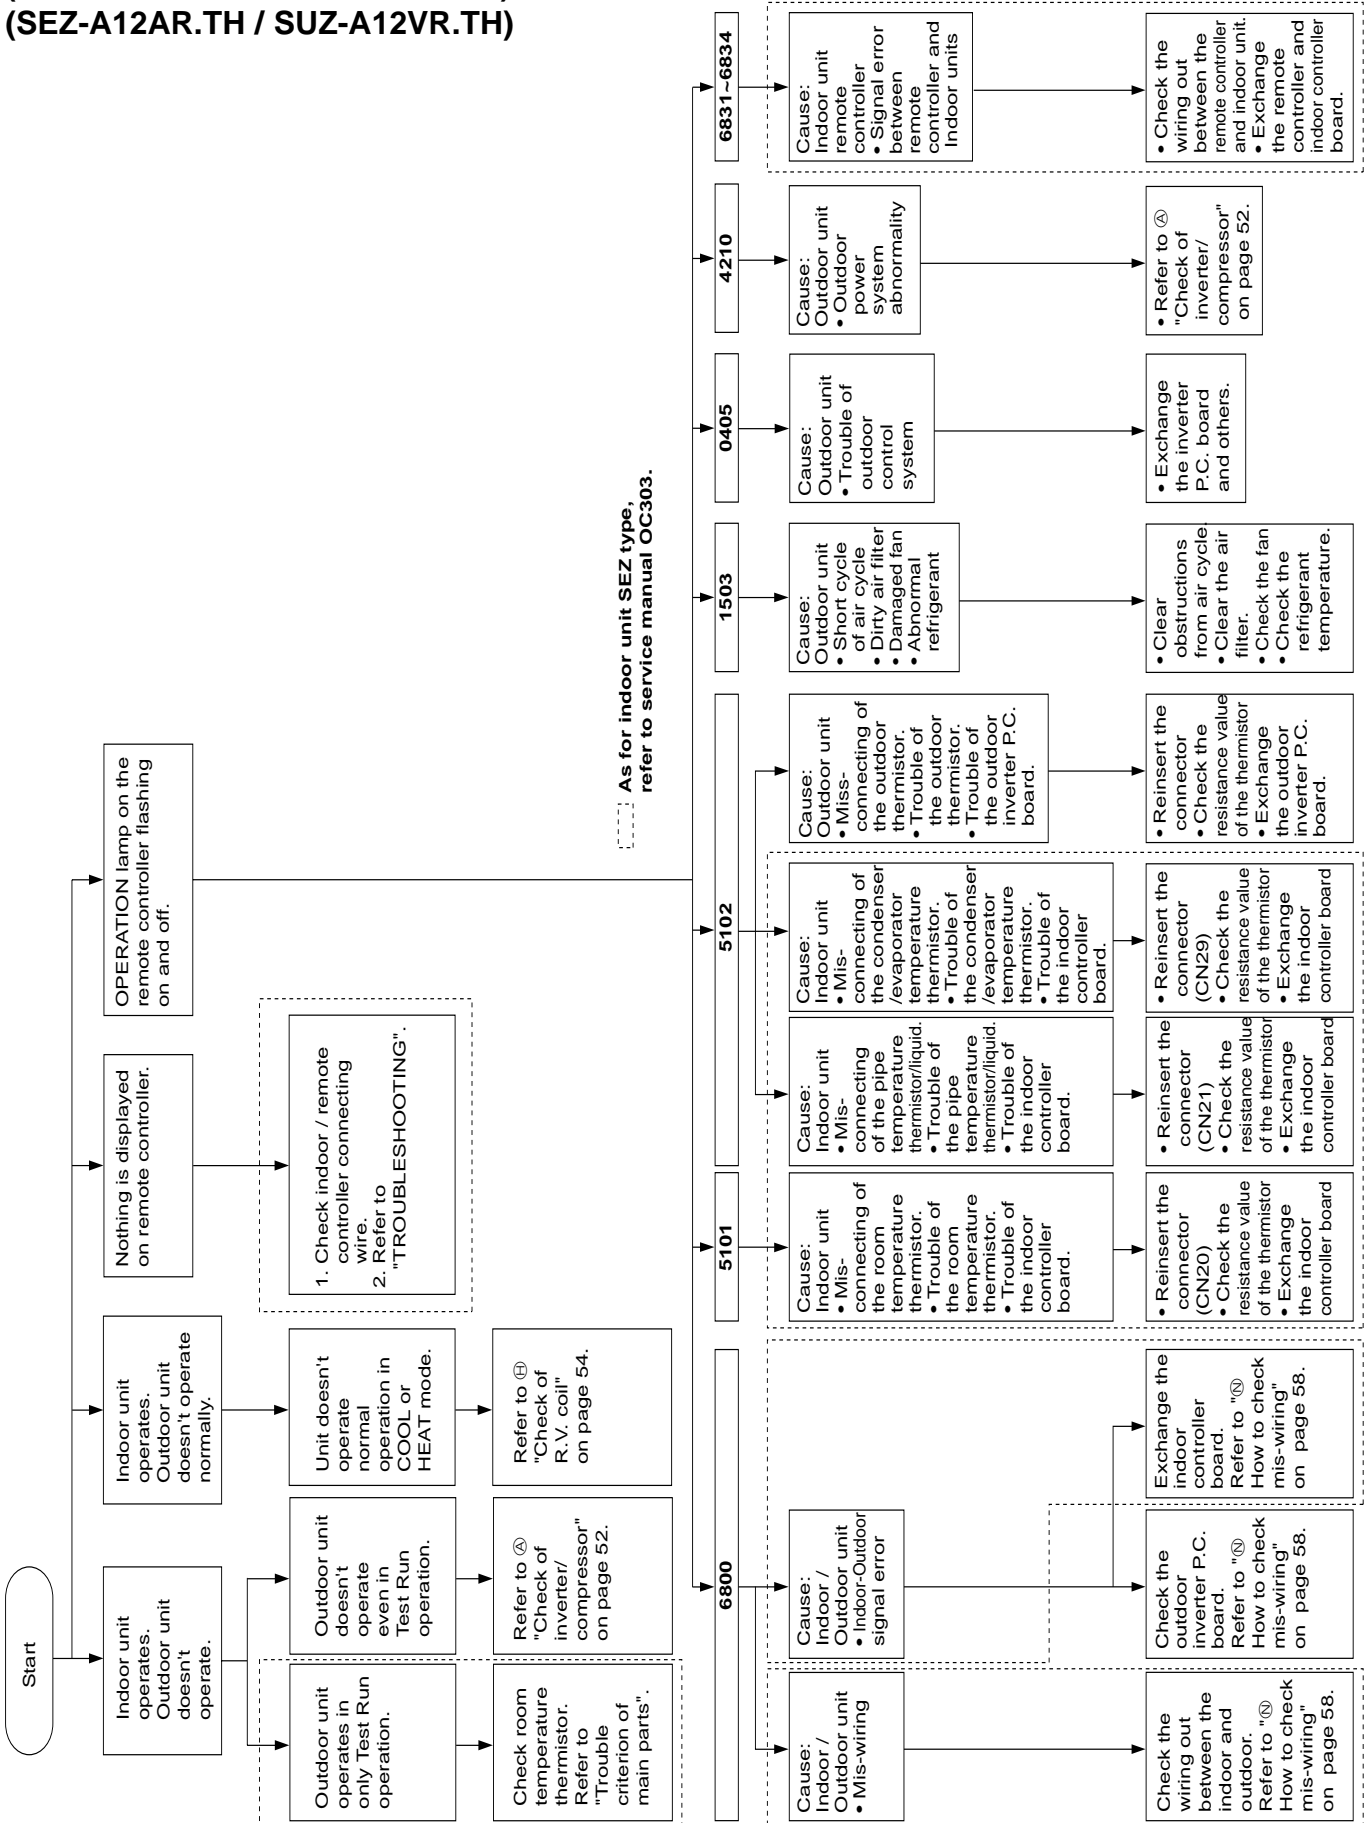 (SEZ-A12AR.TH / SUZ-A12VR.TH)
Start
Indoor unit
operates.
Outdoor unit
doesn't
operate.
Outdoor unit
operates in
only Test Run
operation.
Check room
temperature
thermistor.
Refer to
"Trouble
criterion of
main parts".
Outdoor unit
doesn't
operate
even in
Test Run
operation.
Refer to Ⓐ
"Check of
inverter/
compressor"
on page 52.
Indoor unit
operates.
Outdoor unit
doesn't operate
normally.
Unit doesn't
operate
normal
operation in
COOL or
HEAT mode.
Refer to Ⓗ
"Check of
R.V. coil"
on page 54.
Nothing is displayed
on remote controller.
1. Check indoor / remote
controller connecting
wire.
2. Refer to
"TROUBLESHOOTING".
OPERATION lamp on the
remote controller flashing
on and off.
As for indoor unit SEZ type,
refer to service manual OC303.
6800
Cause:
Indoor /
Outdoor unit
• Mis-wiring
Check the
wiring out
between the
indoor and
outdoor.
Refer to "Ⓝ
How to check
mis-wiring"
on page 58.
Cause:
Indoor /
Outdoor unit
• Indoor-Outdoor
signal error
Check the
outdoor
inverter P.C.
board.
Refer to "Ⓝ
How to check
mis-wiring"
on page 58.
Exchange the
indoor
controller
board.
Refer to "Ⓝ
How to check
mis-wiring"
on page 58.
5101
Cause:
Indoor unit
• Mis-
connecting of
the room
temperature
thermistor.
• Trouble of
the room
temperature
thermistor.
• Trouble of
the indoor
controller
board.
• Reinsert the
connector
(CN20)
• Check the
resistance value
of the thermistor
• Exchange
the indoor
controller board
5102
Cause:
Indoor unit
• Mis-
connecting
of the pipe
temperature
thermistor/liquid.
• Trouble of
the pipe
temperature
thermistor/liquid.
• Trouble of
the indoor
controller
board.
• Reinsert the
connector
(CN21)
• Check the
resistance value
of the thermistor
• Exchange
the indoor
controller board
Cause:
Indoor unit
• Mis-
connecting of
the condenser
/evaporator
temperature
thermistor.
• Trouble of
the condenser
/evaporator
temperature
thermistor.
• Trouble of
the indoor
controller
board.
• Reinsert the
connector
(CN29)
• Check the
resistance value
of the thermistor
• Exchange
the indoor
controller board
Cause:
Outdoor unit
• Miss-
connecting of
the outdoor
thermistor.
• Trouble of
the outdoor
thermistor.
• Trouble of
the outdoor
inverter P.C.
board.
• Reinsert the
connector
• Check the
resistance value
of the thermistor
• Exchange
the outdoor
inverter P.C.
board.
1503
Cause:
Outdoor unit
• Short cycle
of air cycle
• Dirty air filter
• Damaged fan
• Abnormal
refrigerant
• Clear
obstructions
from air cycle.
• Clear the air
filter.
• Check the fan
• Check the
refrigerant
temperature.
0405
Cause:
Outdoor unit
• Trouble of
outdoor
control
system
• Exchange
the inverter
P.C. board
and others.
4210
Cause:
Outdoor unit
• Outdoor
power
system
abnormality
• Refer to Ⓐ
"Check of
inverter/
compressor"
on page 52.
6831~6834
Cause:
Indoor unit
remote
controller
• Signal error
between
remote
controller and
Indoor units
• Check the
wiring out
between the
remote controller
and indoor unit.
• Exchange
the remote
controller and
indoor controller
board.